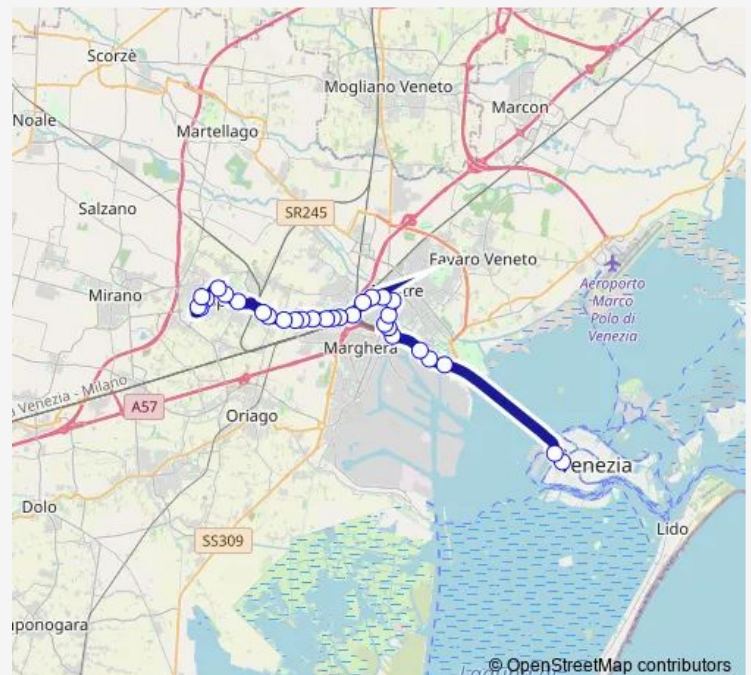 Scorzè
Mogliano Veneto
Marcon
Noale
Martellago
SR245
Salzano
Favaro Veneto
Aeroporto
Marco
Polo di
Venezia
Mirano
Marghera
Venezia - Milano
A57
Oriago
Venezia
Dolo
Lido
SS309
© OpenStreetMap contributors